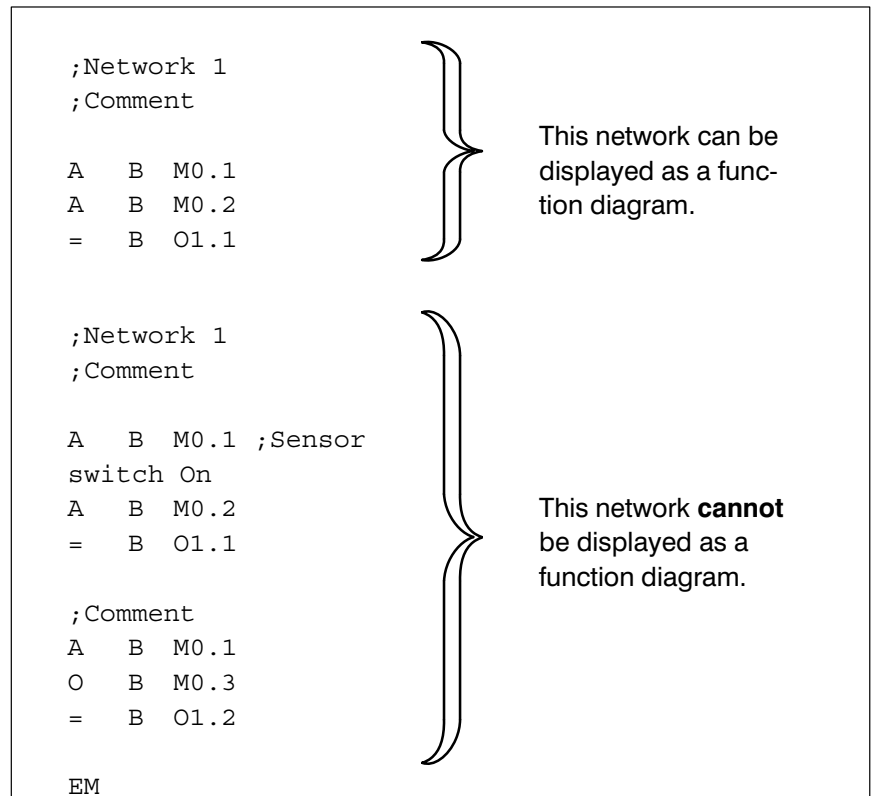 ;Network 1
;Comment
A B M0.1
A B M0.2
= B O1.1
This network can be
displayed as a func-
tion diagram.
;Network 1
;Comment
A B M0.1 ;Sensor
switch On
A B M0.2
= B O1.1
;Comment
A B M0.1
O B M0.3
= B O1.2
EM
This network cannot
be displayed as a
function diagram.